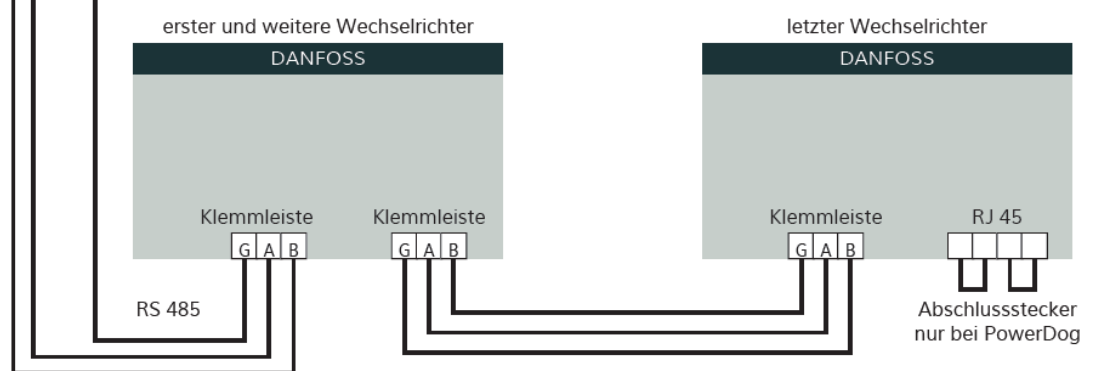 erster und weitere Wechselrichter
letzter Wechselrichter
DANFOSS
DANFOSS
Klemmleiste
Klemmleiste
Klemmleiste
RJ 45
G A B
G A B
G A B
RS 485
Abschlussstecker
nur bei PowerDog